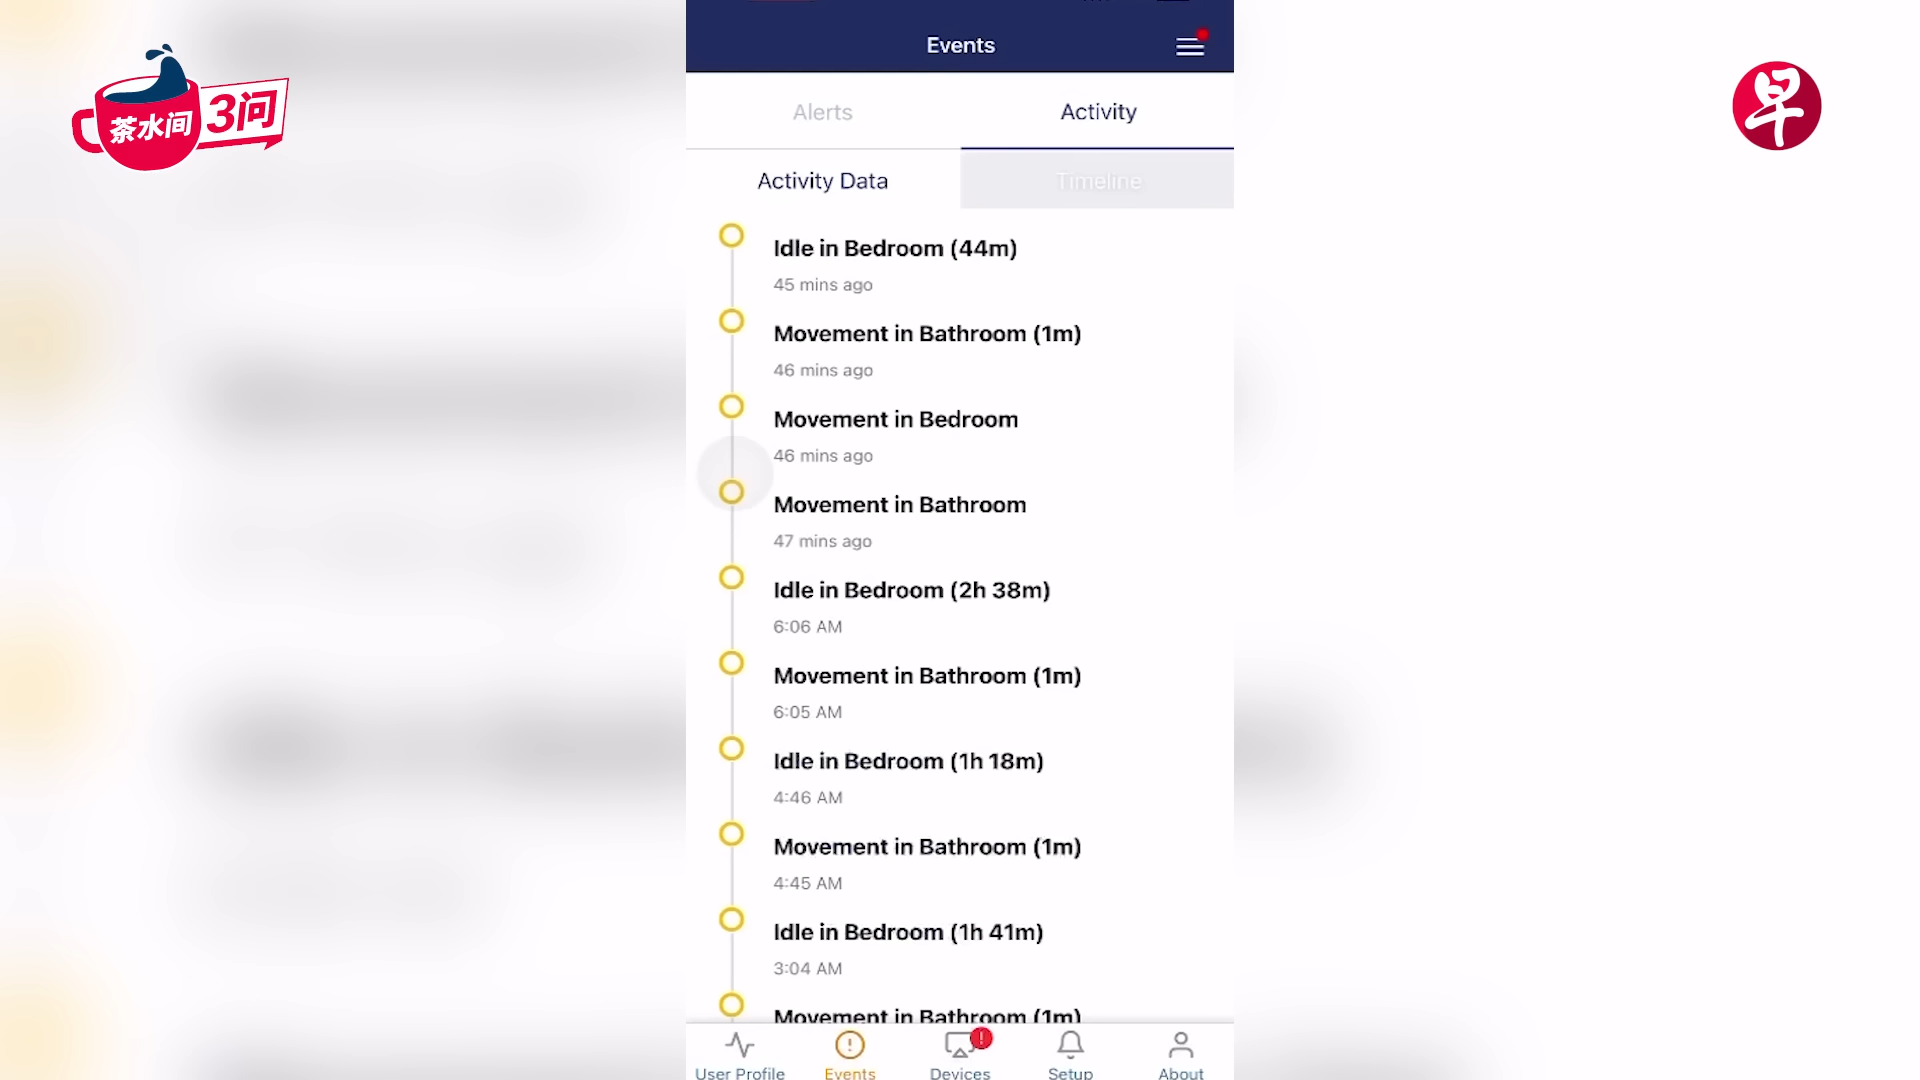 茶水间 3问
早
Events
Alerts
Activity
Activity Data
Timeline
Idle in Bedroom (44m)
45 mins ago
Movement in Bathroom (1m)
46 mins ago
Movement in Bedroom
46 mins ago
Movement in Bathroom
47 mins ago
Idle in Bedroom (2h 38m)
6:06 AM
Movement in Bathroom (1m)
6:05 AM
Idle in Bedroom (1h 18m)
4:46 AM
Movement in Bathroom (1m)
4:45 AM
Idle in Bedroom (1h 41m)
3:04 AM
Movement in Bathroom (1m)
User Profile
Events
Devices
Setup
About